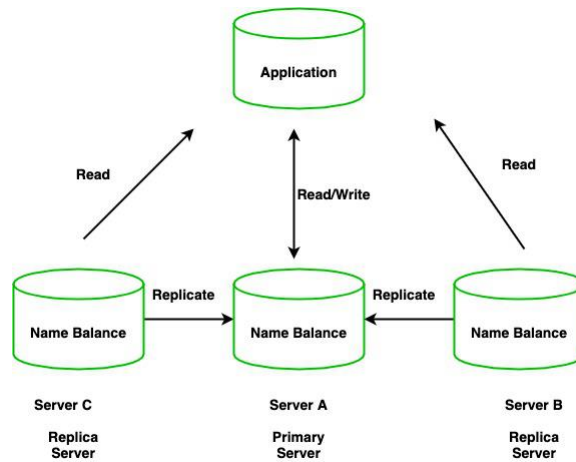 Application
Read
Read/Write
Read
Replicate
Replicate
Name Balance
Name Balance
Name Balance
Server C
Server A
Server B
Replica
Server
Primary
Server
Replica
Server